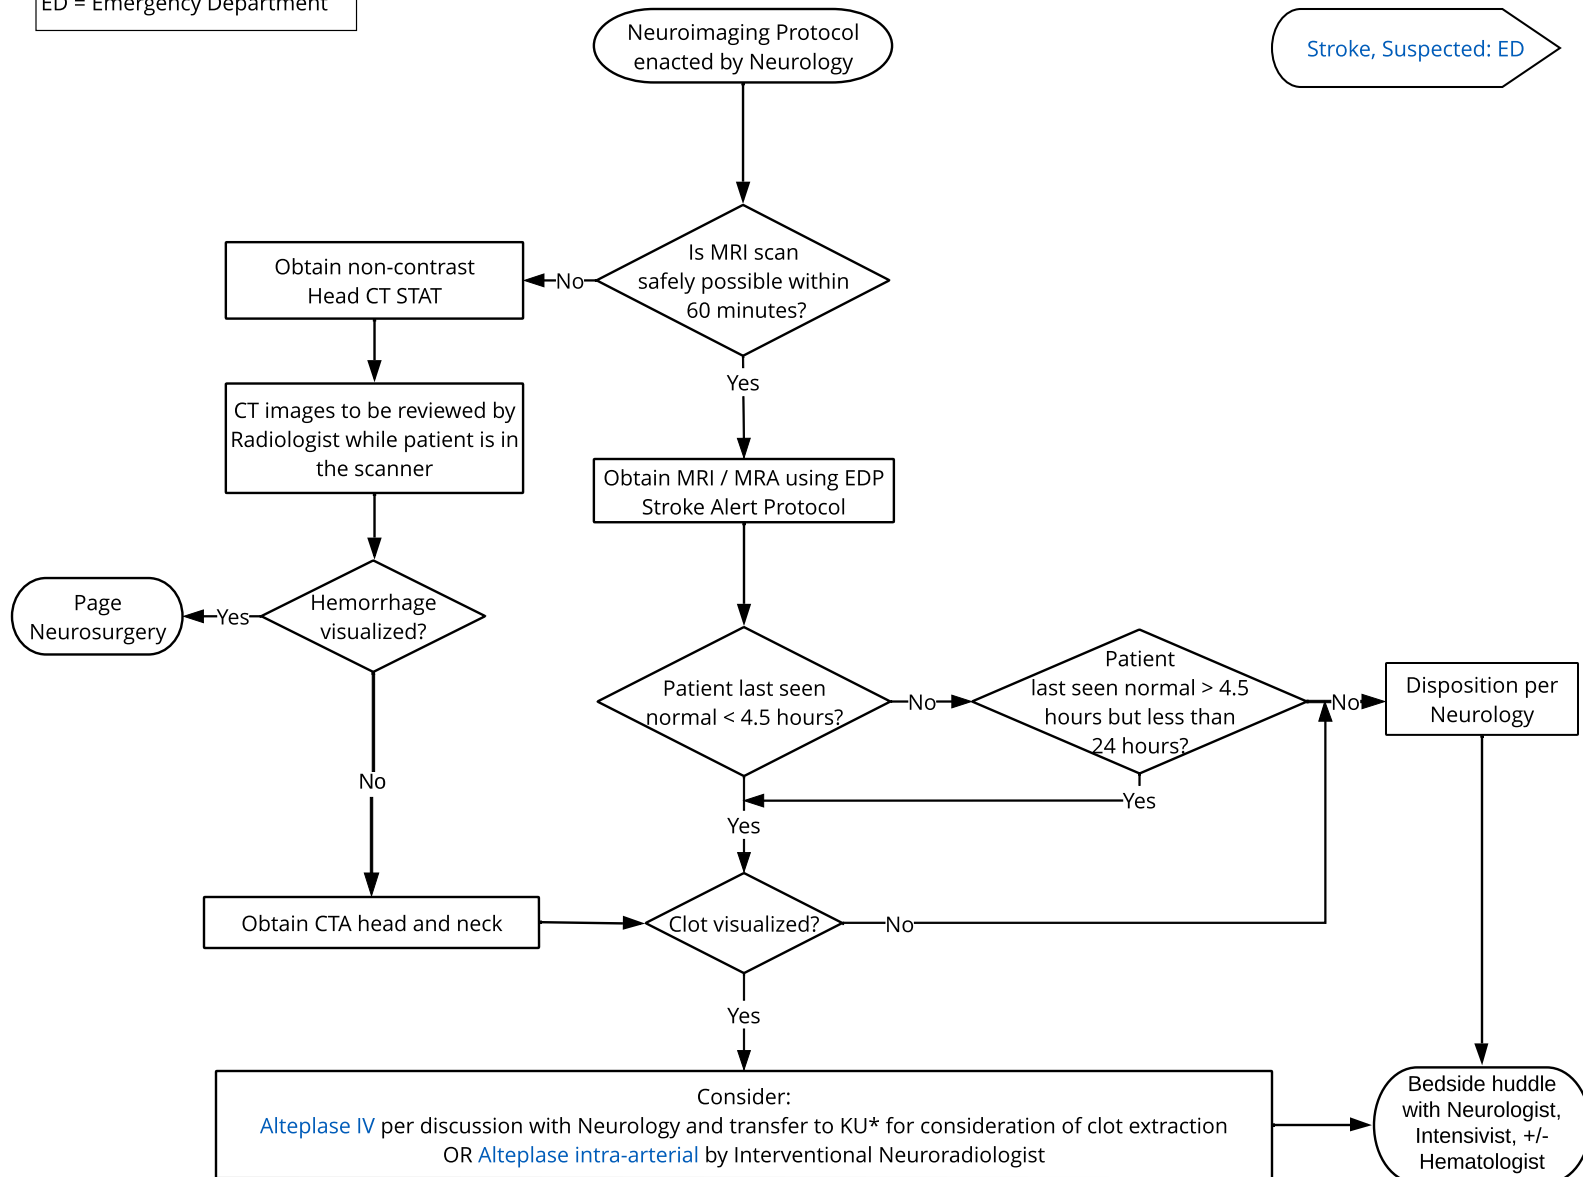 ED = Emergency Department
Neuroimaging Protocol
enacted by Neurology
Stroke, Suspected: ED
Is MRI scan
safely possible within
60 minutes?
No
Obtain non-contrast
Head CT STAT
Yes
CT images to be reviewed by
Radiologist while patient is in
the scanner
Obtain MRI / MRA using EDP
Stroke Alert Protocol
Hemorrhage
visualized?
Yes
Page
Neurosurgery
No
Patient last seen
normal < 4.5 hours?
No
Patient
last seen normal > 4.5
hours but less than
24 hours?
No
Disposition per
Neurology
Yes
Yes
Obtain CTA head and neck
Clot visualized?
No
Yes
Consider:
Alteplase IV per discussion with Neurology and transfer to KU* for consideration of clot extraction
OR Alteplase intra-arterial by Interventional Neuroradiologist
Bedside huddle
with Neurologist,
Intensivist, +/-
Hematologist